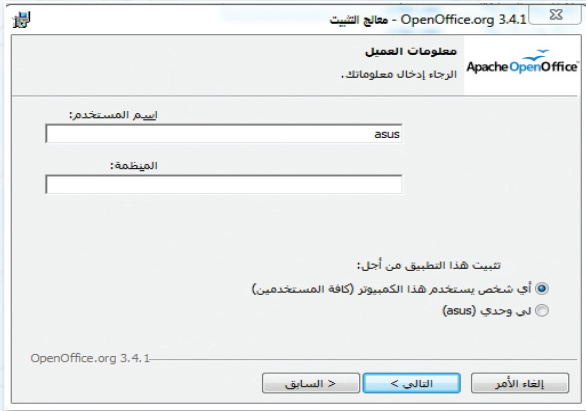 OpenOffice.org 3.4.1 - معالج التثبيت
معلومات العميل
الرجاء إدخال معلوماتك.
Apache OpenOffice
اسم المستخدم:
asus
المنظمة:
تثبيت هذا التطبيق من أجل:
أي شخص يستخدم هذا الكمبيوتر (كافة المستخدمين)
لي وحدي (asus)
OpenOffice.org 3.4.1
إلغاء الأمر
التالي >
< السابق